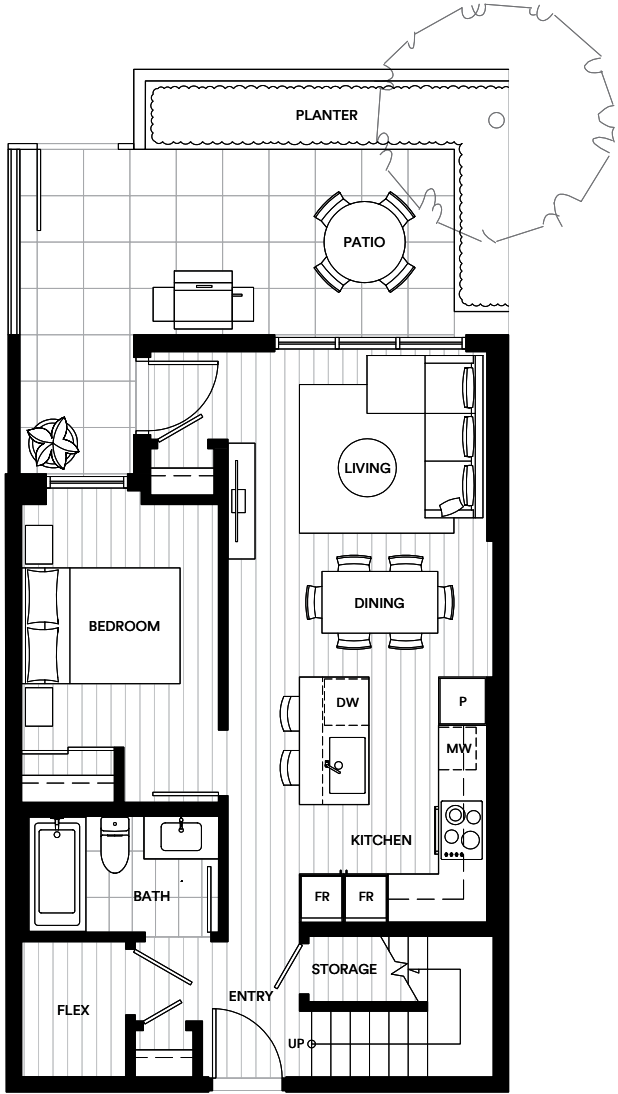 PLANTER
PATIO
LIVING
DINING
BEDROOM
DW
P
MW
KITCHEN
FR
FR
BATH
STORAGE
ENTRY
FLEX
UP